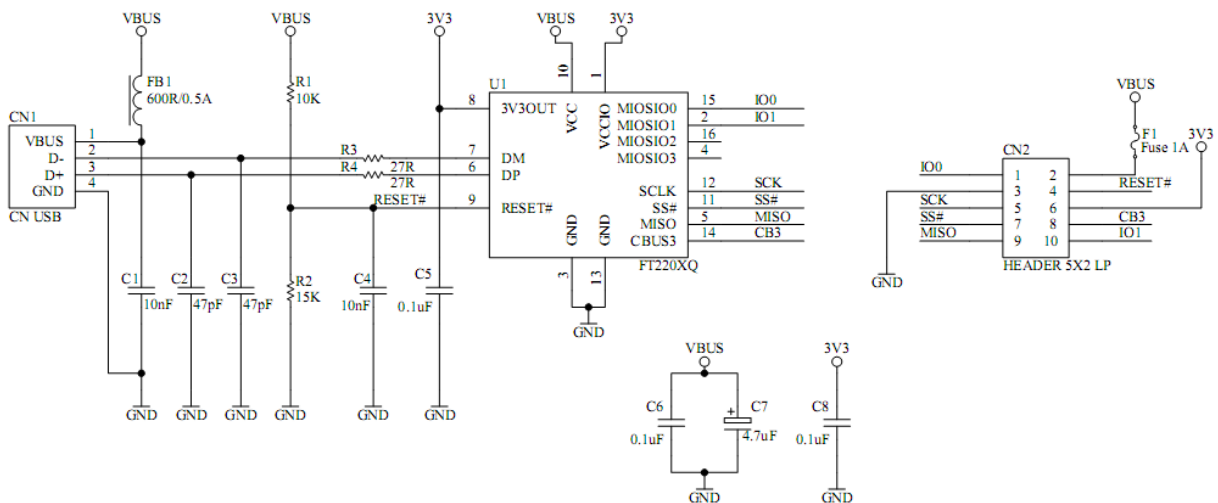 VBUS
VBUS
3V3
VBUS
3V3
FB1
600R/0.5A
R1
10K
U1
10
1
VCC
VCCIO
8
3V3OUT
MIOSIO0
15
IO0
MIOSIO1
2
IO1
MIOSIO2
16
MIOSIO3
4
CN1
VBUS
1
D-
2
D+
3
GND
4
CN USB
R3
27R
R4
27R
7
DM
6
DP
RESET#
9
RESET#
SCLK
12
SCK
SS#
11
SS#
MISO
5
MISO
CBUS3
14
CB3
GND
GND
FT220XQ
3
13
GND
C1
10nF
C2
47pF
C3
47pF
R2
15K
C4
10nF
C5
0.1uF
GND
GND
GND
GND
GND
GND
VBUS
F1
Fuse 1A
3V3
CN2
IO0
1
2
3
4
RESET#
SCK
5
6
SS#
7
8
CB3
MISO
9
10
IO1
HEADER 5X2 LP
GND
VBUS
C6
0.1uF
C7
+
4.7uF
GND
3V3
C8
0.1uF
GND